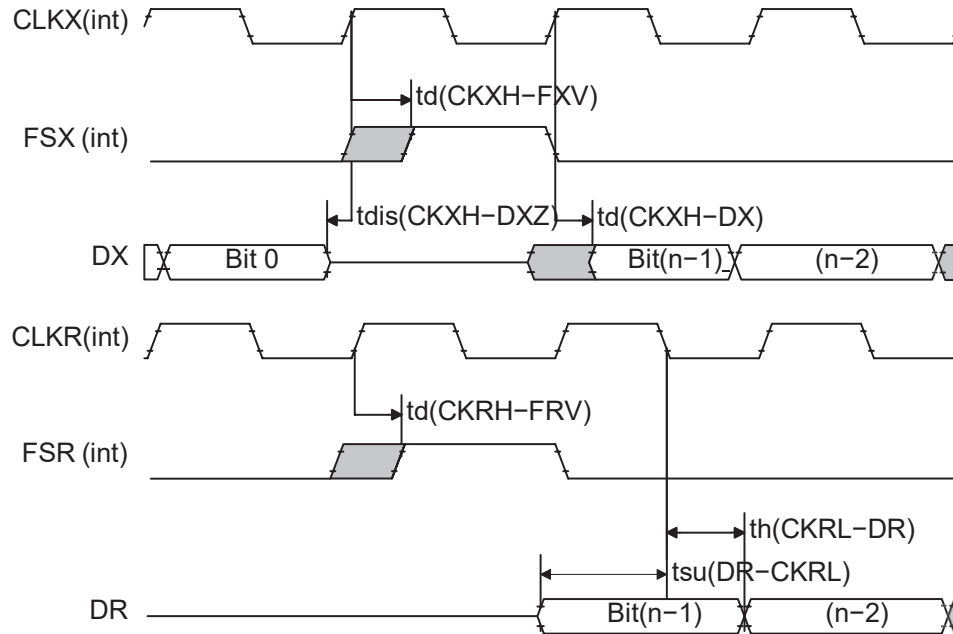 CLKX(int)
td(CKXH−FXV)
FSX (int)
tdis(CKXH−DXZ)
td(CKXH−DX)
DX
Bit 0
Bit(n−1)
(n−2)
CLKR(int)
td(CKRH−FRV)
FSR (int)
th(CKRL−DR)
tsu(DR−CKRL)
DR
Bit(n−1)
(n−2)